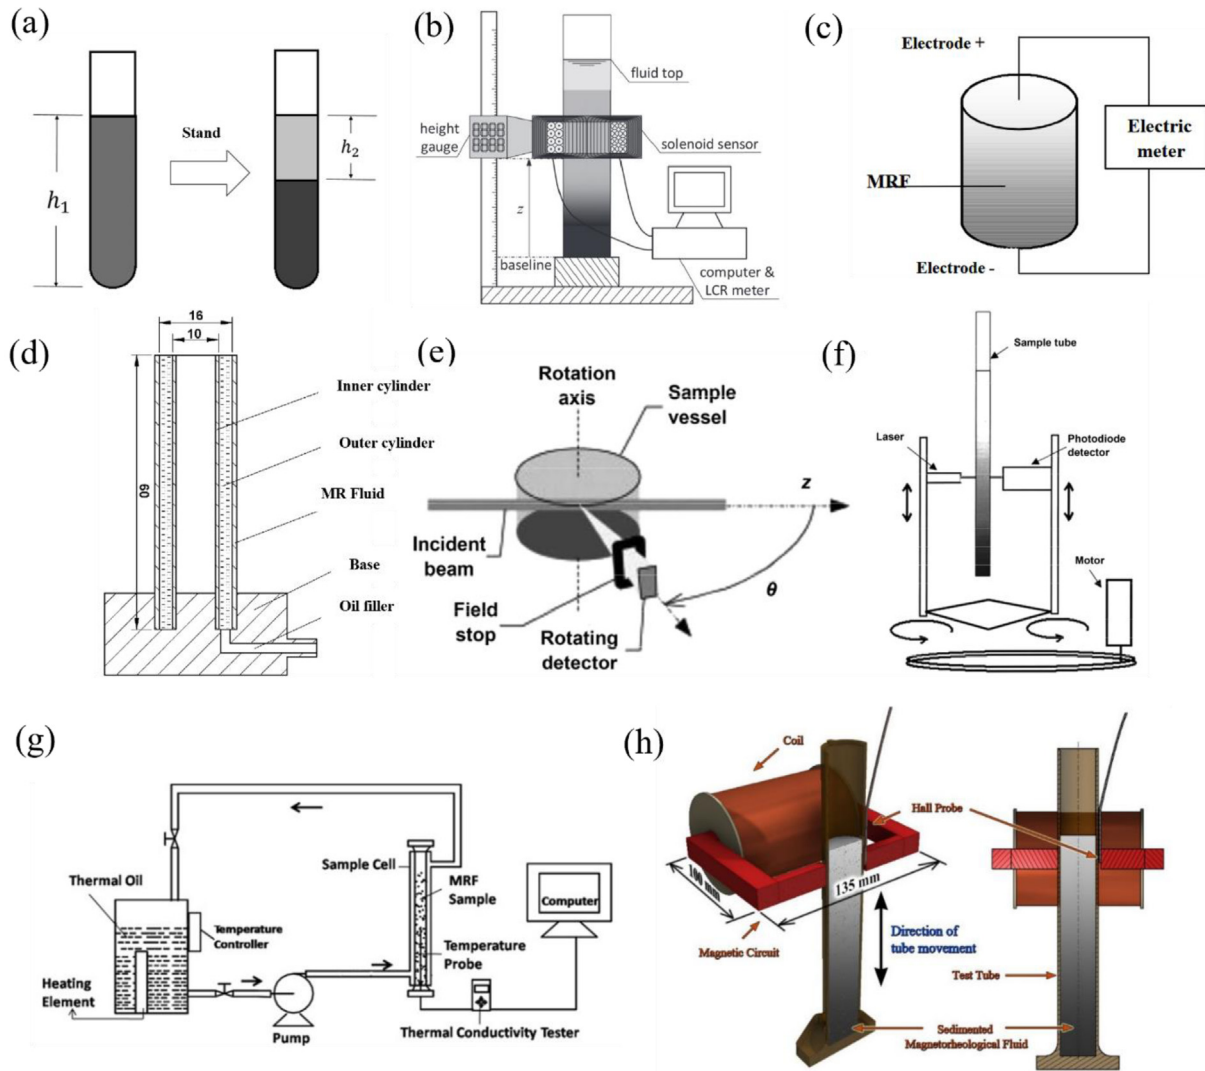 (a)
Stand
h₁
h₂
(b)
fluid top
height
gauge
solenoid sensor
z
baseline
computer &
LCR meter
(c)
Electrode +
Electric
meter
MRF
Electrode -
(d)
16
10
60
Inner cylinder
Outer cylinder
MR Fluid
Base
Oil filler
(e)
Rotation
axis
Sample
vessel
z
Incident
beam
θ
Field
stop
Rotating
detector
(f)
Sample tube
Laser
Photodiode
detector
Motor
(g)
Sample Cell
Thermal Oil
MRF
Sample
Computer
Temperature
Controller
Temperature
Probe
Heating
Element
Pump
Thermal Conductivity Tester
(h)
Coil
Hall Probe
100 mm
135 mm
Magnetic Circuit
Direction of
tube movement
Test Tube
Sedimented
Magnetorheological Fluid